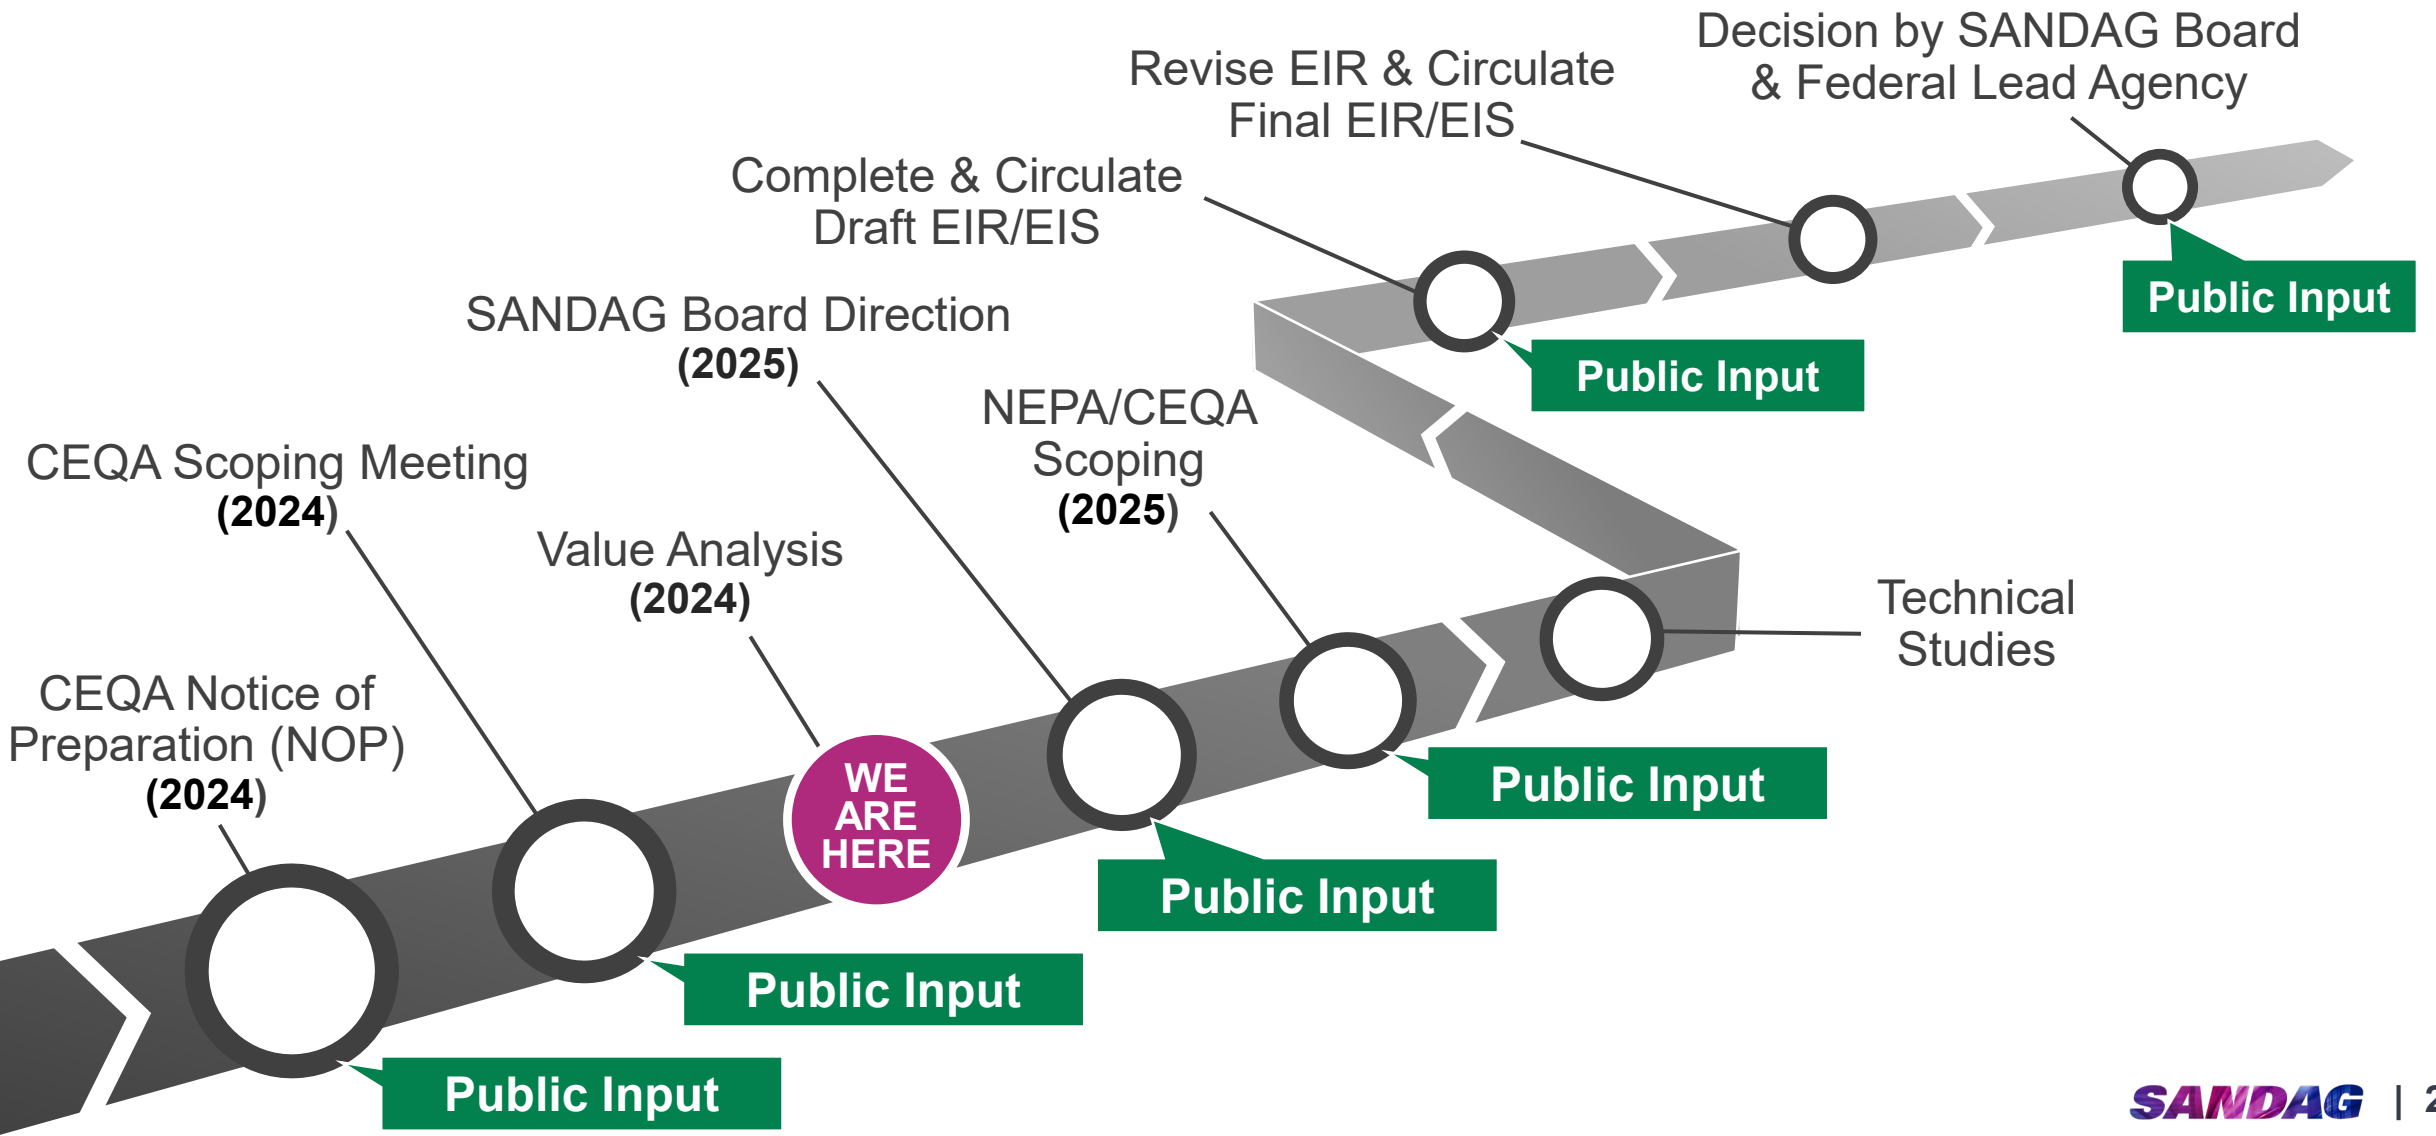 Decision by SANDAG Board
& Federal Lead Agency
Revise EIR & Circulate
Final EIR/EIS
Complete & Circulate
Draft EIR/EIS
Public Input
SANDAG Board Direction
(2025)
Public Input
NEPA/CEQA
Scoping
(2025)
CEQA Scoping Meeting
(2024)
Value Analysis
(2024)
Technical
Studies
CEQA Notice of
Preparation (NOP)
(2024)
WE
ARE
HERE
Public Input
Public Input
Public Input
Public Input
SANDAG | 2